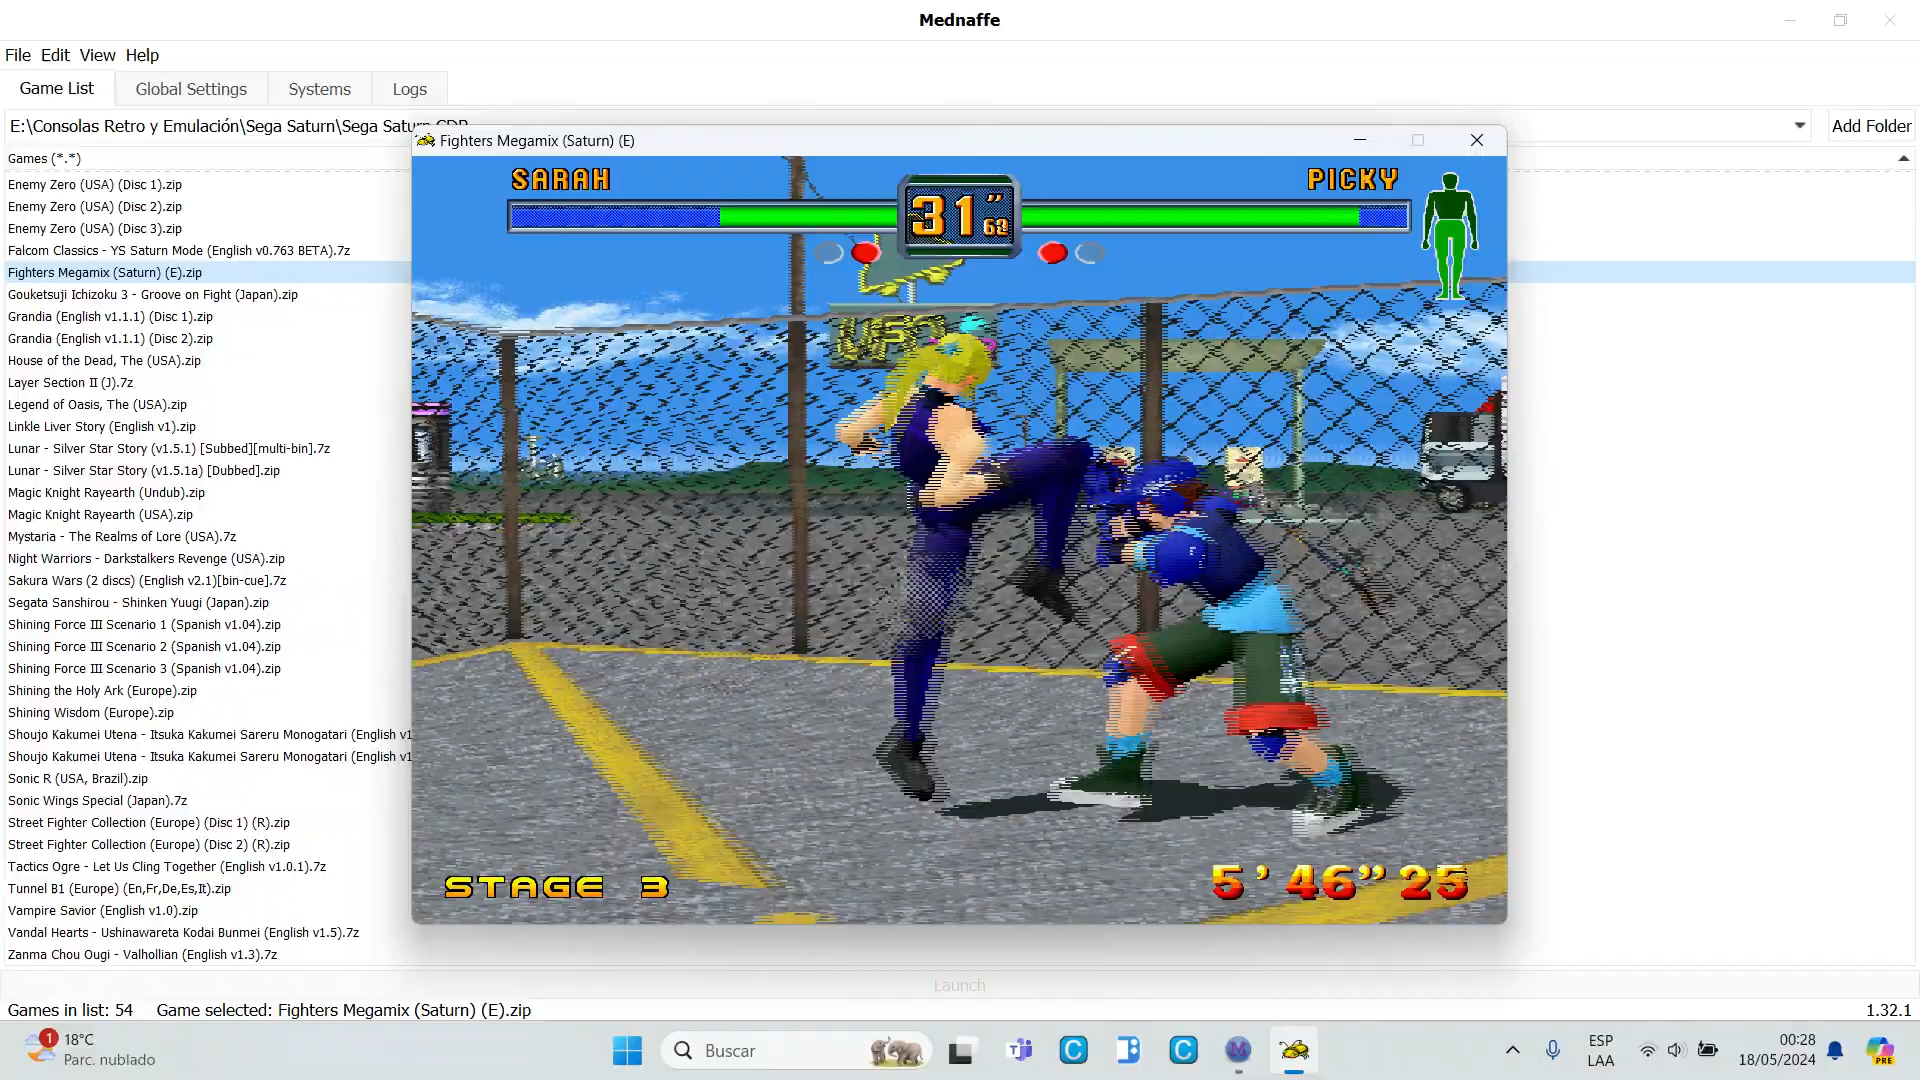 Mednaffe
File Edit View Help
Game List Global Settings Systems Logs
E:\Consolas Retro y Emulación\Sega Saturn\Sega Saturn CDR
Add Folder
Games (*.*)
Enemy Zero (USA) (Disc 1).zip
Enemy Zero (USA) (Disc 2).zip
Enemy Zero (USA) (Disc 3).zip
Falcom Classics - YS Saturn Mode (English v0.763 BETA).7z
Fighters Megamix (Saturn) (E).zip
Gouketsuji Ichizoku 3 - Groove on Fight (Japan).zip
Grandia (English v1.1.1) (Disc 1).zip
Grandia (English v1.1.1) (Disc 2).zip
House of the Dead, The (USA).zip
Layer Section II (J).7z
Legend of Oasis, The (USA).zip
Linkle Liver Story (English v1).zip
Lunar - Silver Star Story (v1.5.1) [Subbed][multi-bin].7z
Lunar - Silver Star Story (v1.5.1a) [Dubbed].zip
Magic Knight Rayearth (Undub).zip
Magic Knight Rayearth (USA).zip
Mystaria - The Realms of Lore (USA).7z
Night Warriors - Darkstalkers Revenge (USA).zip
Sakura Wars (2 discs) (English v2.1)[bin-cue].7z
Segata Sanshirou - Shinken Yuugi (Japan).zip
Shining Force III Scenario 1 (Spanish v1.04).zip
Shining Force III Scenario 2 (Spanish v1.04).zip
Shining Force III Scenario 3 (Spanish v1.04).zip
Shining the Holy Ark (Europe).zip
Shining Wisdom (Europe).zip
Shoujo Kakumei Utena - Itsuka Kakumei Sareru Monogatari (English v1
Shoujo Kakumei Utena - Itsuka Kakumei Sareru Monogatari (English v1
Sonic R (USA, Brazil).zip
Sonic Wings Special (Japan).7z
Street Fighter Collection (Europe) (Disc 1) (R).zip
Street Fighter Collection (Europe) (Disc 2) (R).zip
Tactics Ogre - Let Us Cling Together (English v1.0.1).7z
Tunnel B1 (Europe) (En,Fr,De,Es,It).zip
Vampire Savior (English v1.0).zip
Vandal Hearts - Ushinawareta Kodai Bunmei (English v1.5).7z
Zanma Chou Ougi - Valhollian (English v1.3).7z
Fighters Megamix (Saturn) (E)
SARAH
31"62
PICKY
STAGE 3
5'46"25
Launch
Games in list: 54 Game selected: Fighters Megamix (Saturn) (E).zip
1.32.1
1
18°C
Parc. nublado
Buscar
ESP
LAA
00:28
18/05/2024
PRE